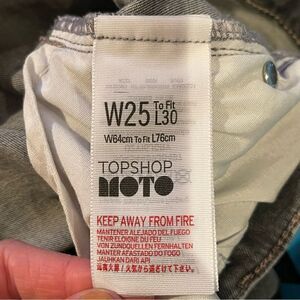 W25 To Fit L30
W64cm To Fit L76cm
TOPSHOP
MOTO
KEEP AWAY FROM FIRE
MANTENER ALEJADO DEL FUEGO
TENIR ELOIGNE DU FEU
VON ZUNDQUELLEN FERNHALTEN
MANTER AFASTADO DO FOGO
JAUHKAN DARI API